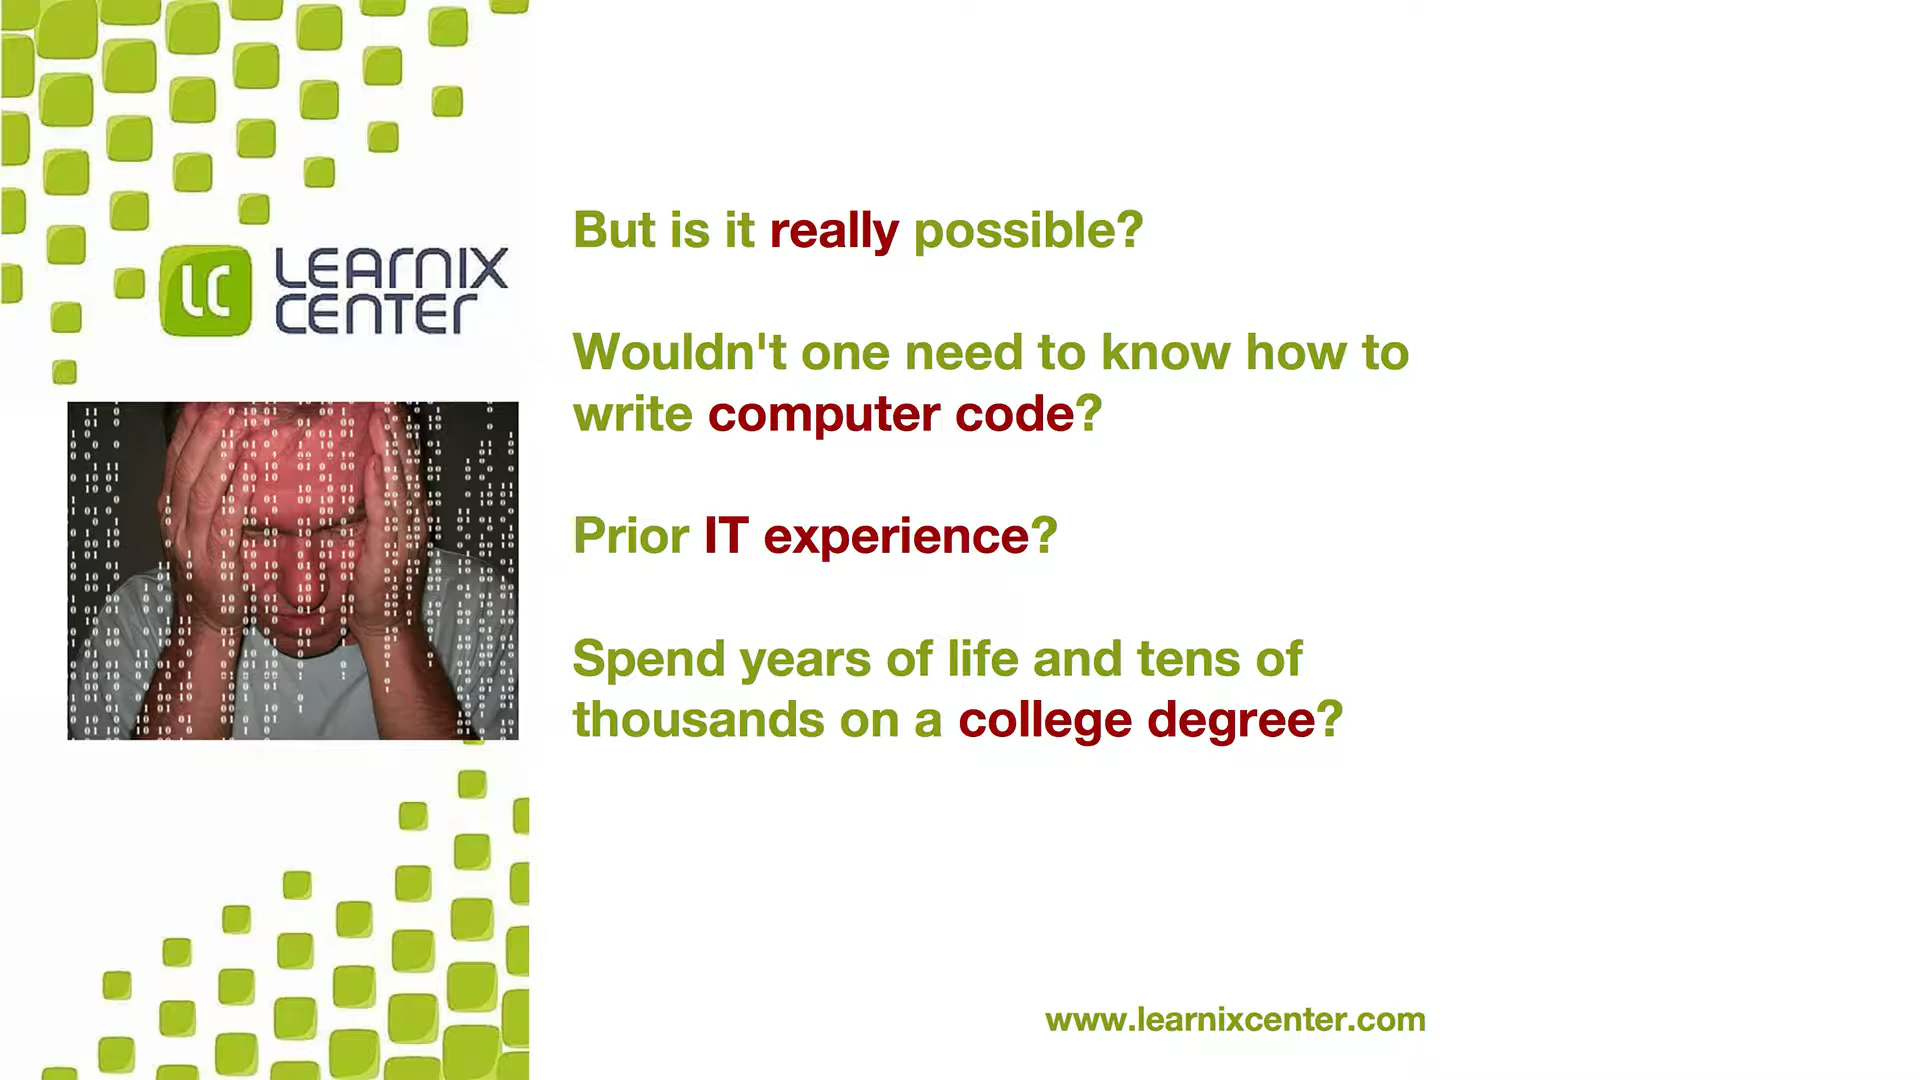 LC LEARNIX
CENTER
But is it really possible?
Wouldn't one need to know how to
write computer code?
Prior IT experience?
Spend years of life and tens of
thousands on a college degree?
www.learnixcenter.com